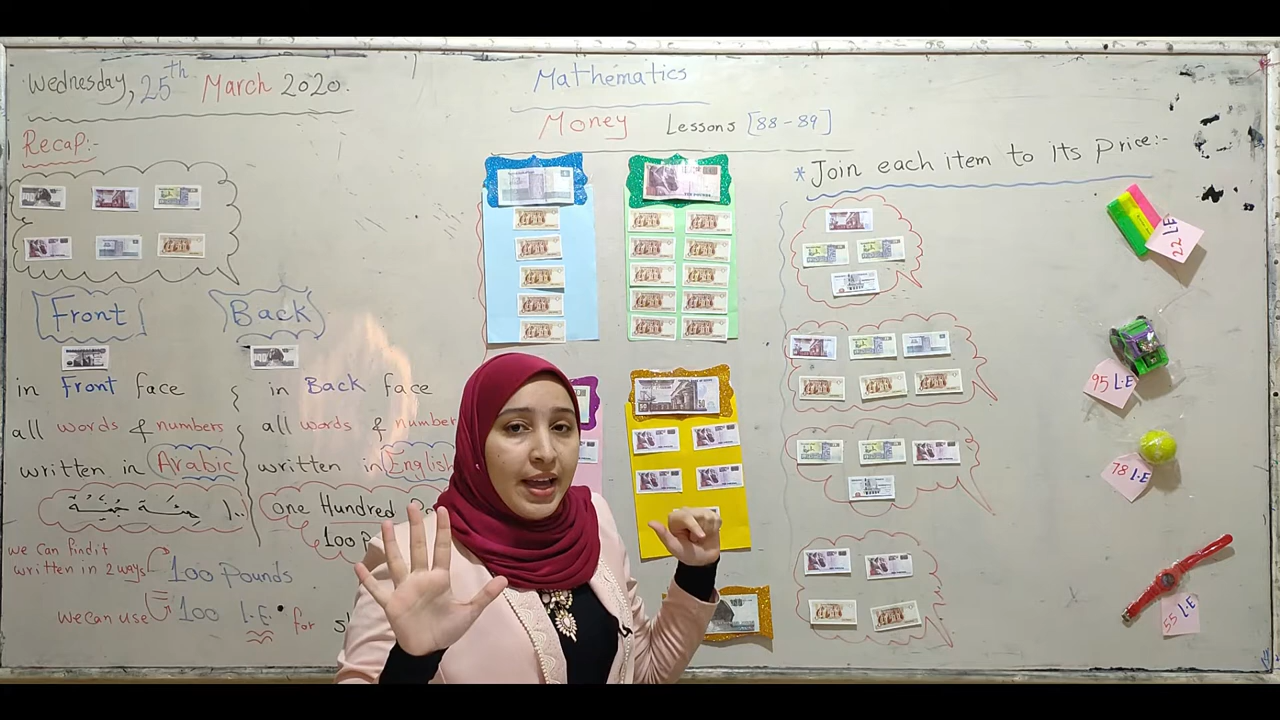 Wednesday, 25th March 2020.
Mathematics
Money Lessons [88-89]
Recap:-
Front
in front face
all words & numbers
written in Arabic
we can find it
written in 2 ways
100 Pounds
we can use 100 L.E. for
Back
in Back face
all words & number
written in English
one Hundred
100
* Join each item to its price:-
22 L.E
95 L.E
78 L.E
55 L.E